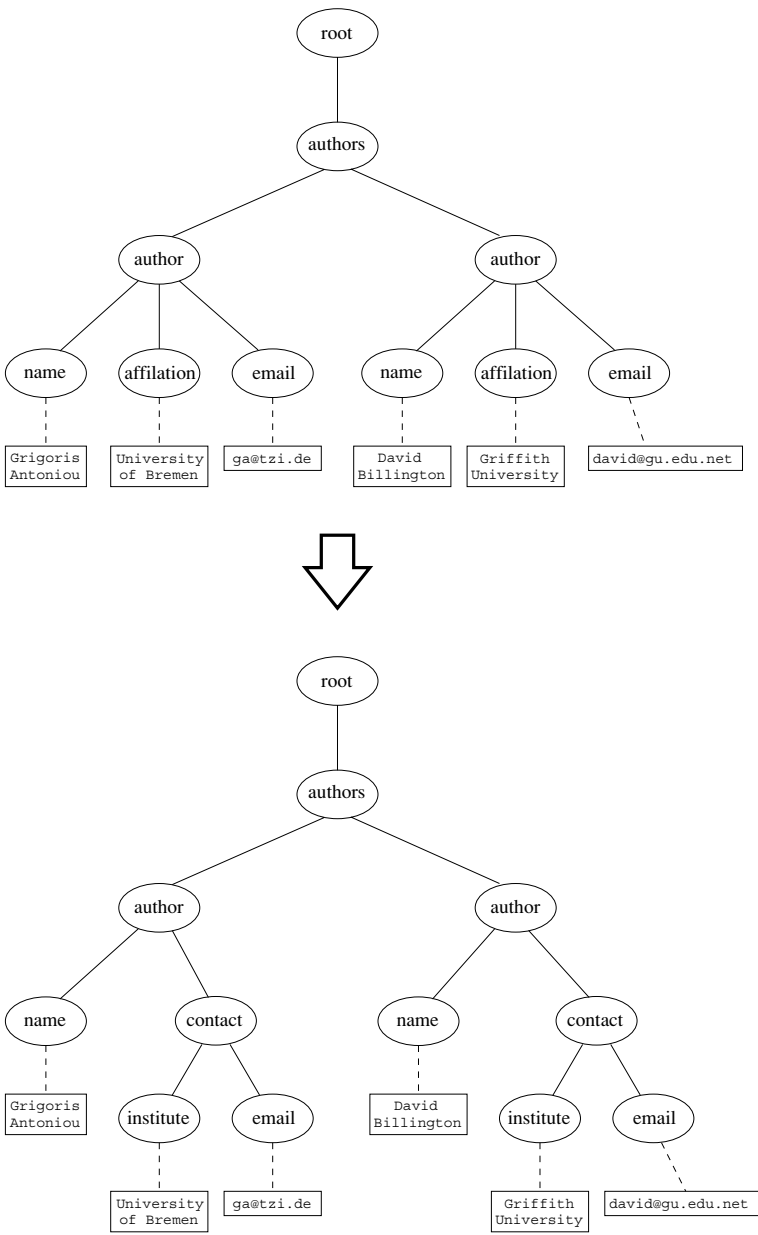 root
authors
author author
name affilation email name affilation email
Grigoris University ga@tzi.de David Griffith david@gu.edu.net
Antoniou of Bremen Billington University
root
authors
author author
name contact name contact
Grigoris institute email David institute email
Antoniou Billington
University ga@tzi.de Griffith david@gu.edu.net
of Bremen University